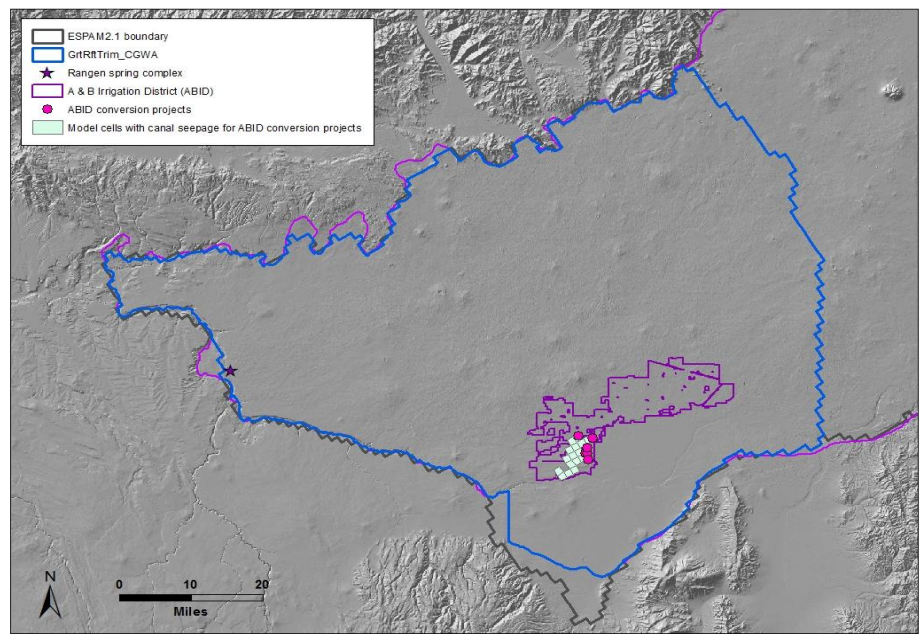 ESPAM2.1 boundary
GrtRftTrim_CGWA
Rangen spring complex
A & B Irrigation District (ABID)
ABID conversion projects
Model cells with canal seepage for ABID conversion projects
N
0 10 20
Miles